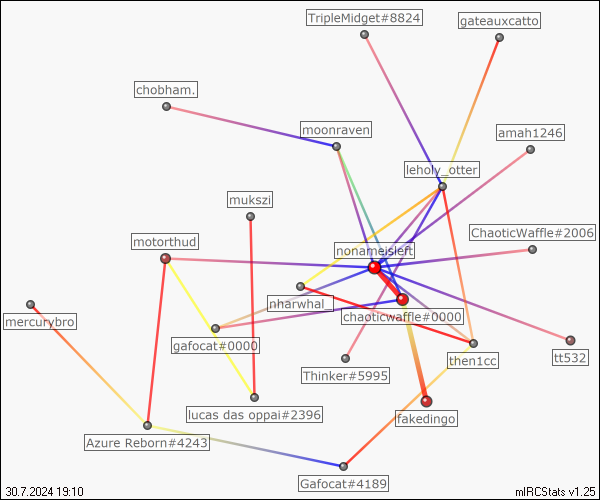 TripleMidget#8824
gateauxcatto
chobham.
moonraven
amah1246
leholy_otter
mukszi
ChaoticWaffle#2006
motorthud
nonameisleft
nharwhal_
mercurybro
chaoticwaffle#0000
gafocat#0000
tt532
then1cc
Thinker#5995
lucas das oppai#2396
fakedingo
Azure Reborn#4243
Gafocat#4189
30.7.2024 19:10
mIRCStats v1.25